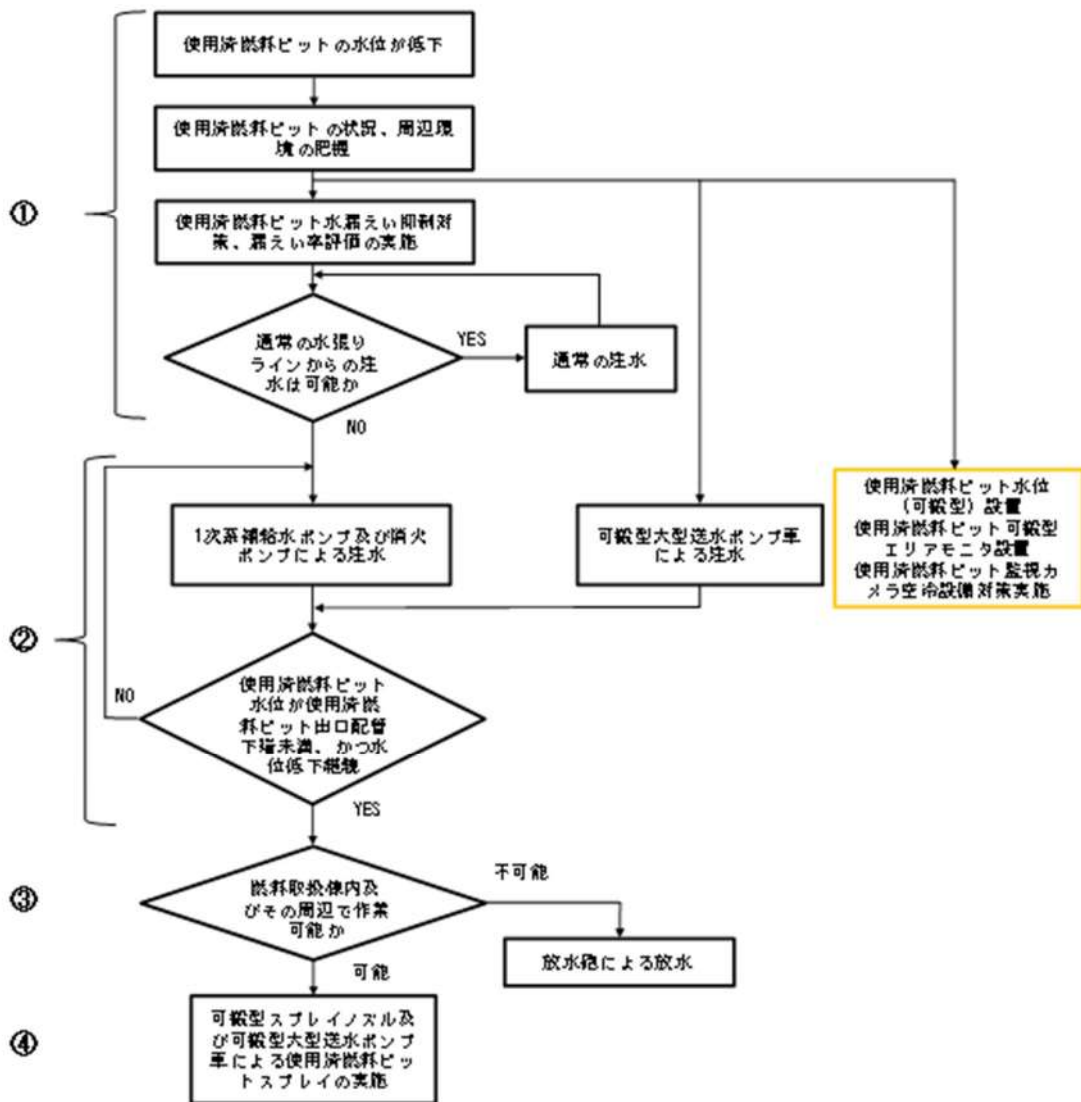 使用済燃料ピットの水位が低下
使用済燃料ピットの状況、周辺環
境の把握
①
使用済燃料ピット水漏えい抑制対
策、漏えい率評価の実施
通常の水張り
ラインからの注
水は可能か
YES
通常の注水
NO
1次系補給水ポンプ及び消火
ポンプによる注水
可搬型大型送水ポンプ車
による注水
使用済燃料ピット水位
(可搬型)設置
使用済燃料ピット可搬型
エリアモニタ設置
使用済燃料ピット監視カ
メラ空冷設備対策実施
②
NO
使用済燃料ピット
水位が使用済燃
料ピット出口配管
下端未満、かつ水
位低下継続
YES
③
燃料取扱棟内及
びその周辺で作業
可能か
不可能
放水砲による放水
可能
④
可搬型スプレイノズル及
び可搬型大型送水ポンプ
車による使用済燃料ピッ
トスプレイの実施